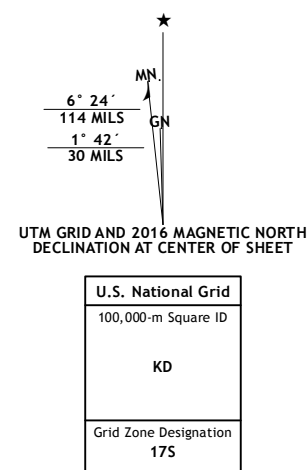 MN
6° 24´
114 MILS
GN
1° 42´
30 MILS
UTM GRID AND 2016 MAGNETIC NORTH
DECLINATION AT CENTER OF SHEET
U.S. National Grid
100,000-m Square ID
KD
Grid Zone Designation
17S